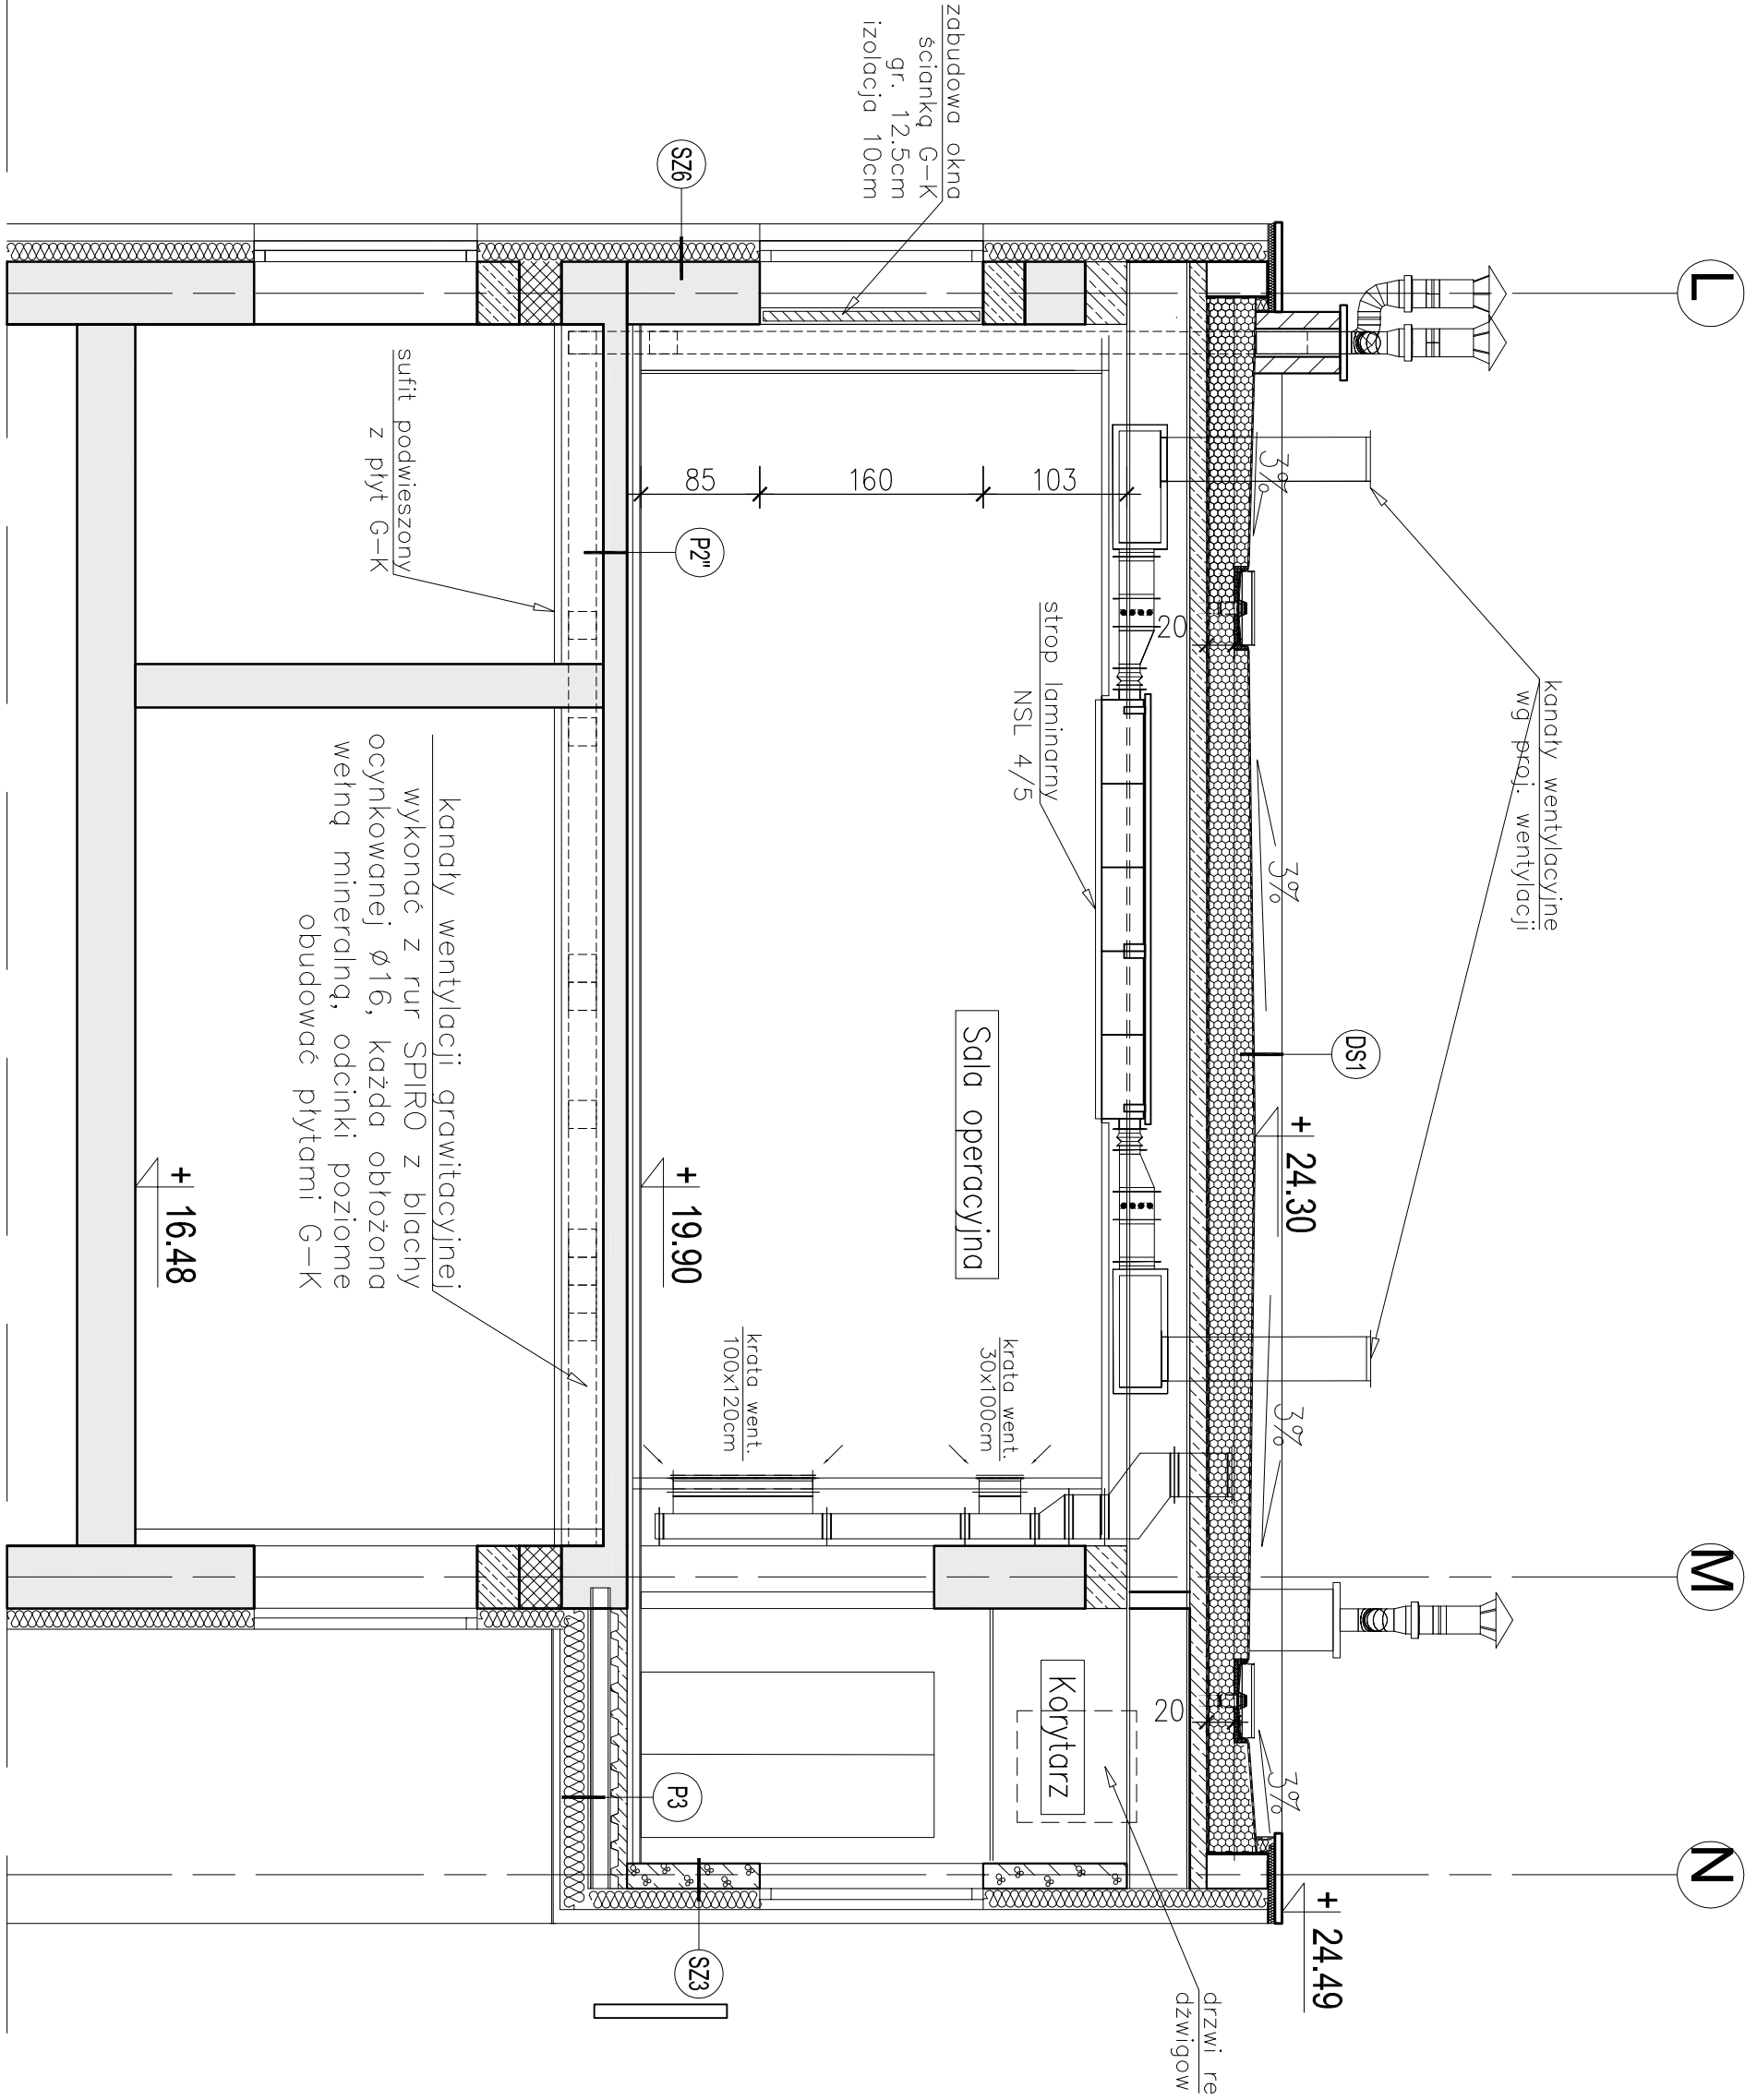 L
M
N
kanały wentylacyjne
wg proj. wentylacji
zabudowa okna
ścianką G-K
gr. 12.5cm
izolacja 10cm
SZ6
3%
3%
3%
3%
DS1
+ 24.30
+ 24.49
20
20
103
160
85
strop laminarny
NSL 4/5
Sala operacyjna
krata went.
30x100cm
krata went.
100x120cm
Korytarz
drzwi re
dźwigow
P2"
+ 19.90
P3
SZ3
sufit podwieszony
z płyt G-K
kanały wentylacji grawitacyjnej
wykonać z rur SPIRO z blachy
ocynkowanej ø16, każda obłożona
wełną mineralną, odcinki poziome
obudować płytami G-K
+ 16.48